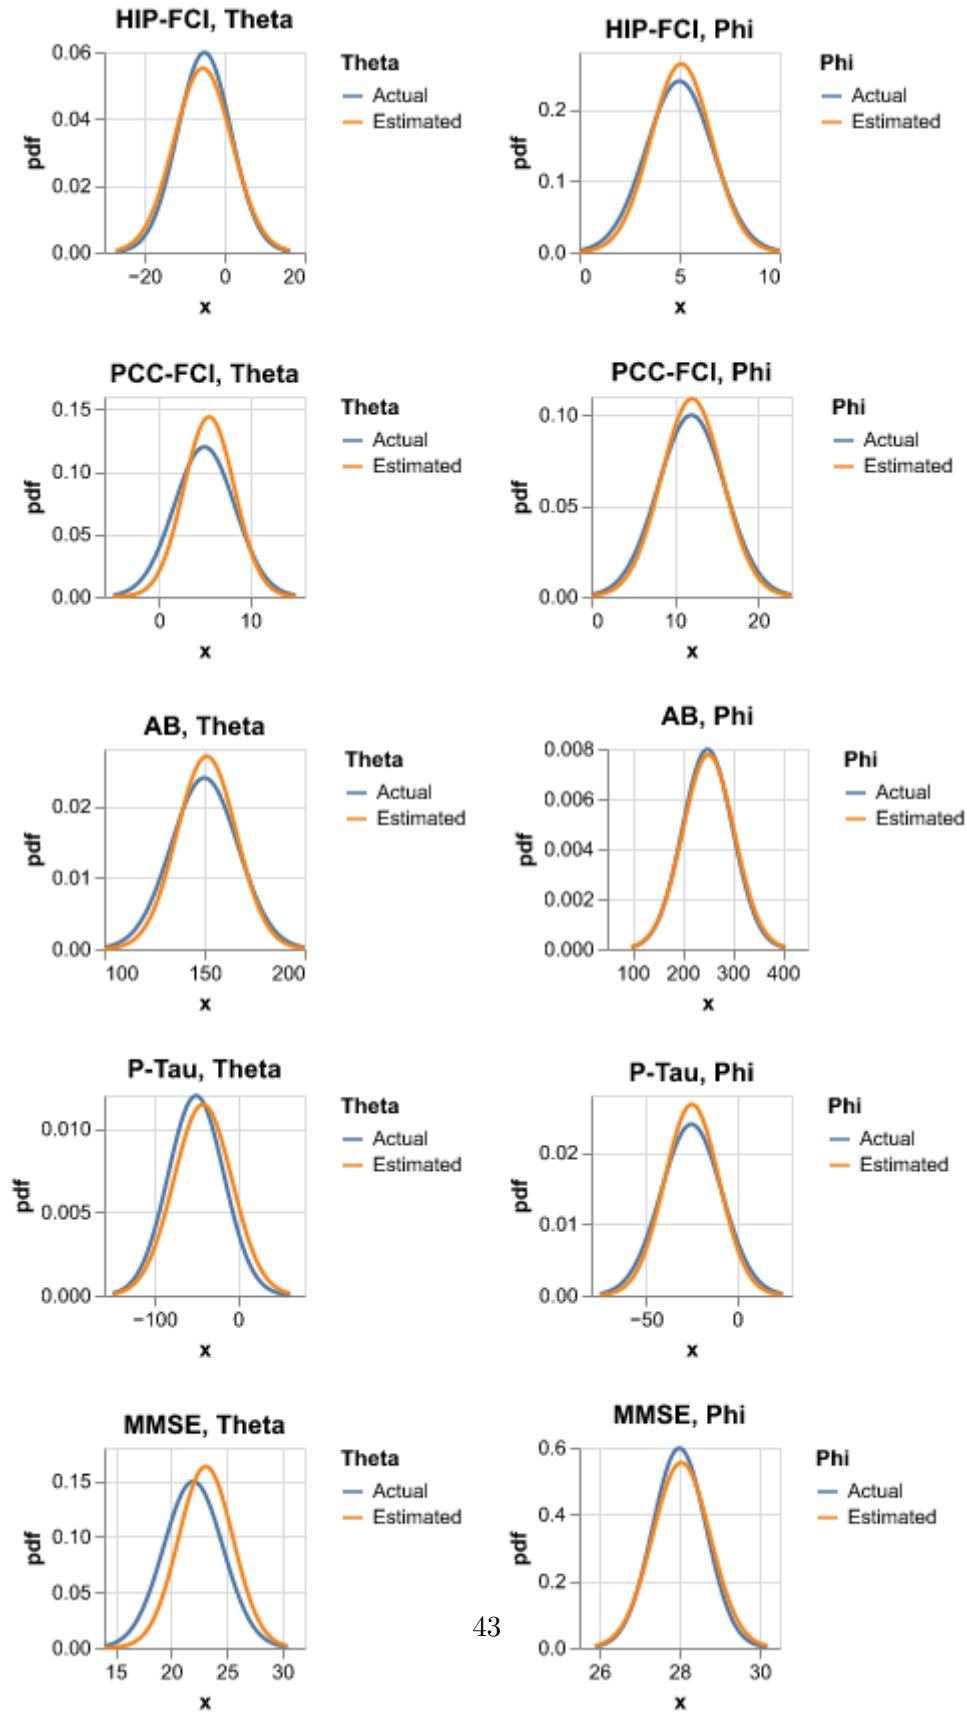 HIP-FCI, Theta
0.06
0.04
0.02
0.00
pdf
−20 0 20
x
Theta
Actual
Estimated
HIP-FCI, Phi
0.2
0.1
0.0
pdf
0 5 10
x
Phi
Actual
Estimated
PCC-FCI, Theta
0.15
0.10
0.05
0.00
pdf
0 10
x
Theta
Actual
Estimated
PCC-FCI, Phi
0.10
0.05
0.00
pdf
0 10 20
x
Phi
Actual
Estimated
AB, Theta
0.02
0.01
0.00
pdf
100 150 200
x
Theta
Actual
Estimated
AB, Phi
0.008
0.006
0.004
0.002
0.000
pdf
100 200 300 400
x
Phi
Actual
Estimated
P-Tau, Theta
0.010
0.005
0.000
pdf
−100 0
x
Theta
Actual
Estimated
P-Tau, Phi
0.02
0.01
0.00
pdf
−50 0
x
Phi
Actual
Estimated
MMSE, Theta
0.15
0.10
0.05
0.00
pdf
15 20 25 30
x
Theta
Actual
Estimated
MMSE, Phi
0.6
0.4
0.2
0.0
pdf
26 28 30
x
Phi
Actual
Estimated
43